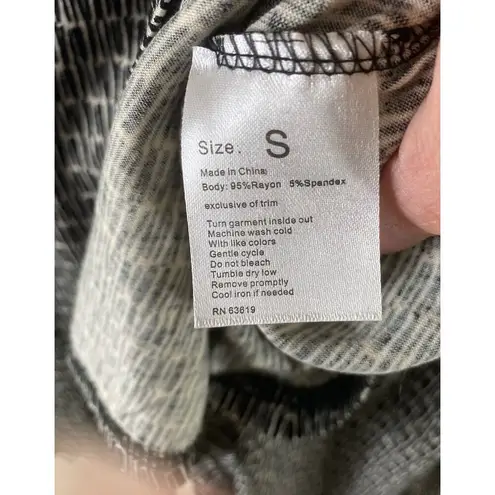 Size. S
Made in China:
Body: 95%Rayon 5%Spandex
exclusive of trim
Turn garment inside out
Machine wash cold
With like colors
Gentle cycle
Do not bleach
Tumble dry low
Remove promptly
Cool iron if needed
RN 63619